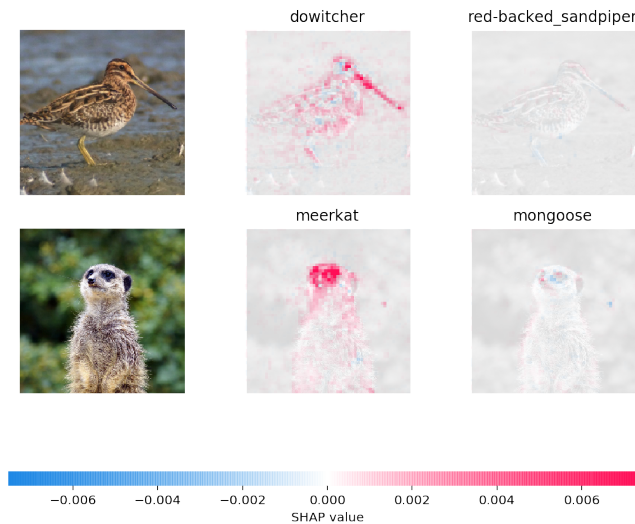 dowitcher
red-backed_sandpiper
meerkat
mongoose
−0.006 −0.004 −0.002 0.000 0.002 0.004 0.006
SHAP value